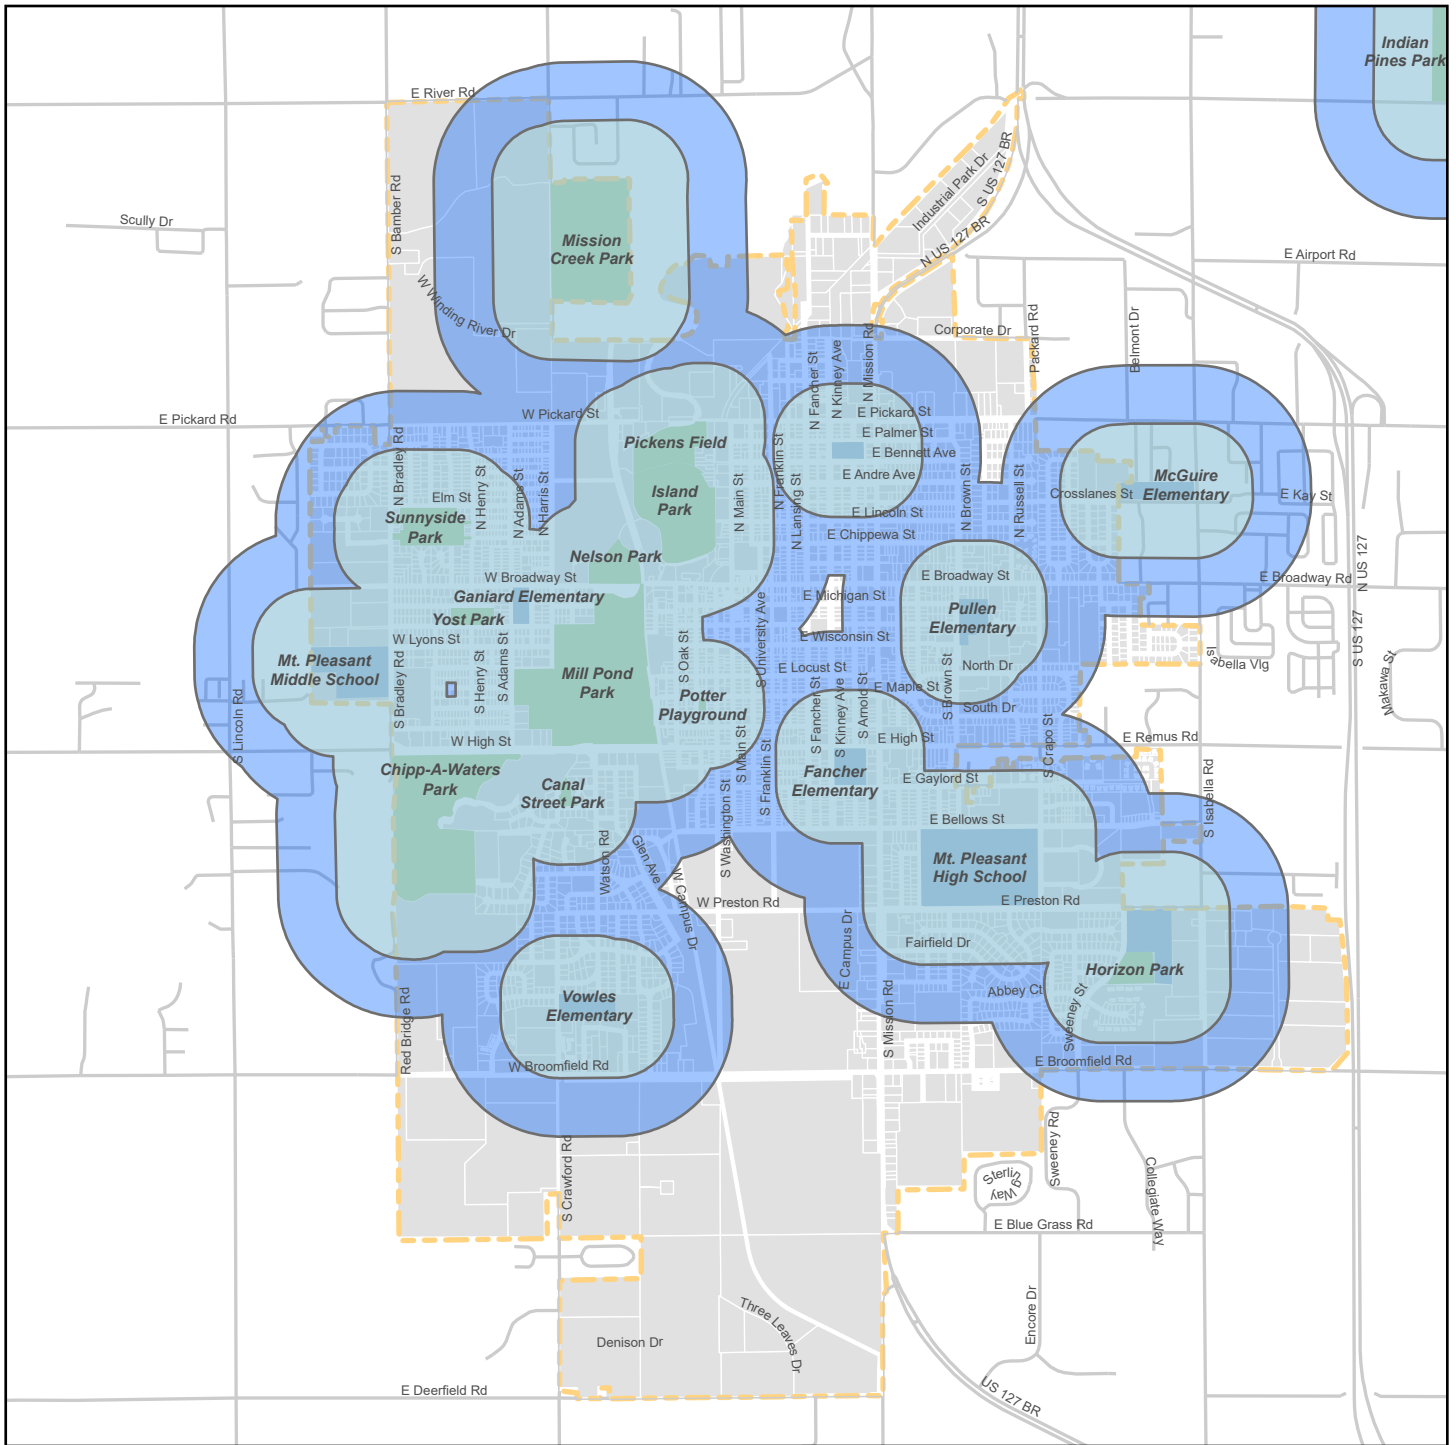 Indian
Pines Park
E River Rd
Industrial Park Dr
S US 127 BR
N US 127 BR
Scully Dr
S Bamber Rd
Mission
Creek Park
E Airport Rd
W Winding River Dr
Corporate Dr
Packard Rd
Belmont Dr
N Fancher St
N Kinney Ave
N Mission Rd
E Pickard Rd
W Pickard St
E Pickard St
E Palmer St
E Bennett Ave
E Andre Ave
Pickens Field
N Bradley Rd
Elm St
N Henry St
N Adams St
N Harris St
Sunnyside
Park
Island
Park
N Main St
N Franklin St
N Lansing St
E Lincoln St
E Chippewa St
N Brown St
N Russell St
Crosslanes St
McGuire
Elementary
E Kay St
N US 127
S US 127
Nelson Park
W Broadway St
E Broadway St
E Broadway Rd
Ganiard Elementary
Yost Park
E Michigan St
Pullen
Elementary
W Lyons St
E Wisconsin St
S University Ave
S Oak St
Mt. Pleasant
Middle School
S Bradley Rd
S Henry St
S Adams St
Mill Pond
Park
Potter
Playground
E Locust St
North Dr
E Maple St
S Brown St
South Dr
Isabella Vlg
Makawa St
S Lincoln Rd
W High St
S Main St
S Franklin St
S Fancher St
S Kinney Ave
S Arnold St
E High St
S Crapo St
E Remus Rd
Chipp-A-Waters
Park
Canal
Street Park
Fancher
Elementary
E Gaylord St
S Isabella Rd
S Washington St
E Bellows St
Watson Rd
Glen Ave
W Campus Dr
Mt. Pleasant
High School
W Preston Rd
E Preston Rd
E Campus Dr
Fairfield Dr
Horizon Park
Abbey Ct
Sweeney St
Vowles
Elementary
Red Bridge Rd
S Mission Rd
W Broomfield Rd
E Broomfield Rd
S Crawford Rd
Sweeney Rd
Sterling
Way
Collegiate Way
E Blue Grass Rd
Encore Dr
Three Leaves Dr
Denison Dr
E Deerfield Rd
US 127 BR